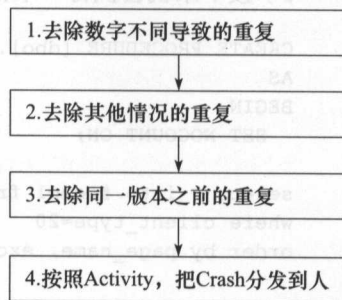 1.去除数字不同导致的重复
2.去除其他情况的重复
3.去除同一版本之前的重复
4.按照Activity，把Crash分发到人